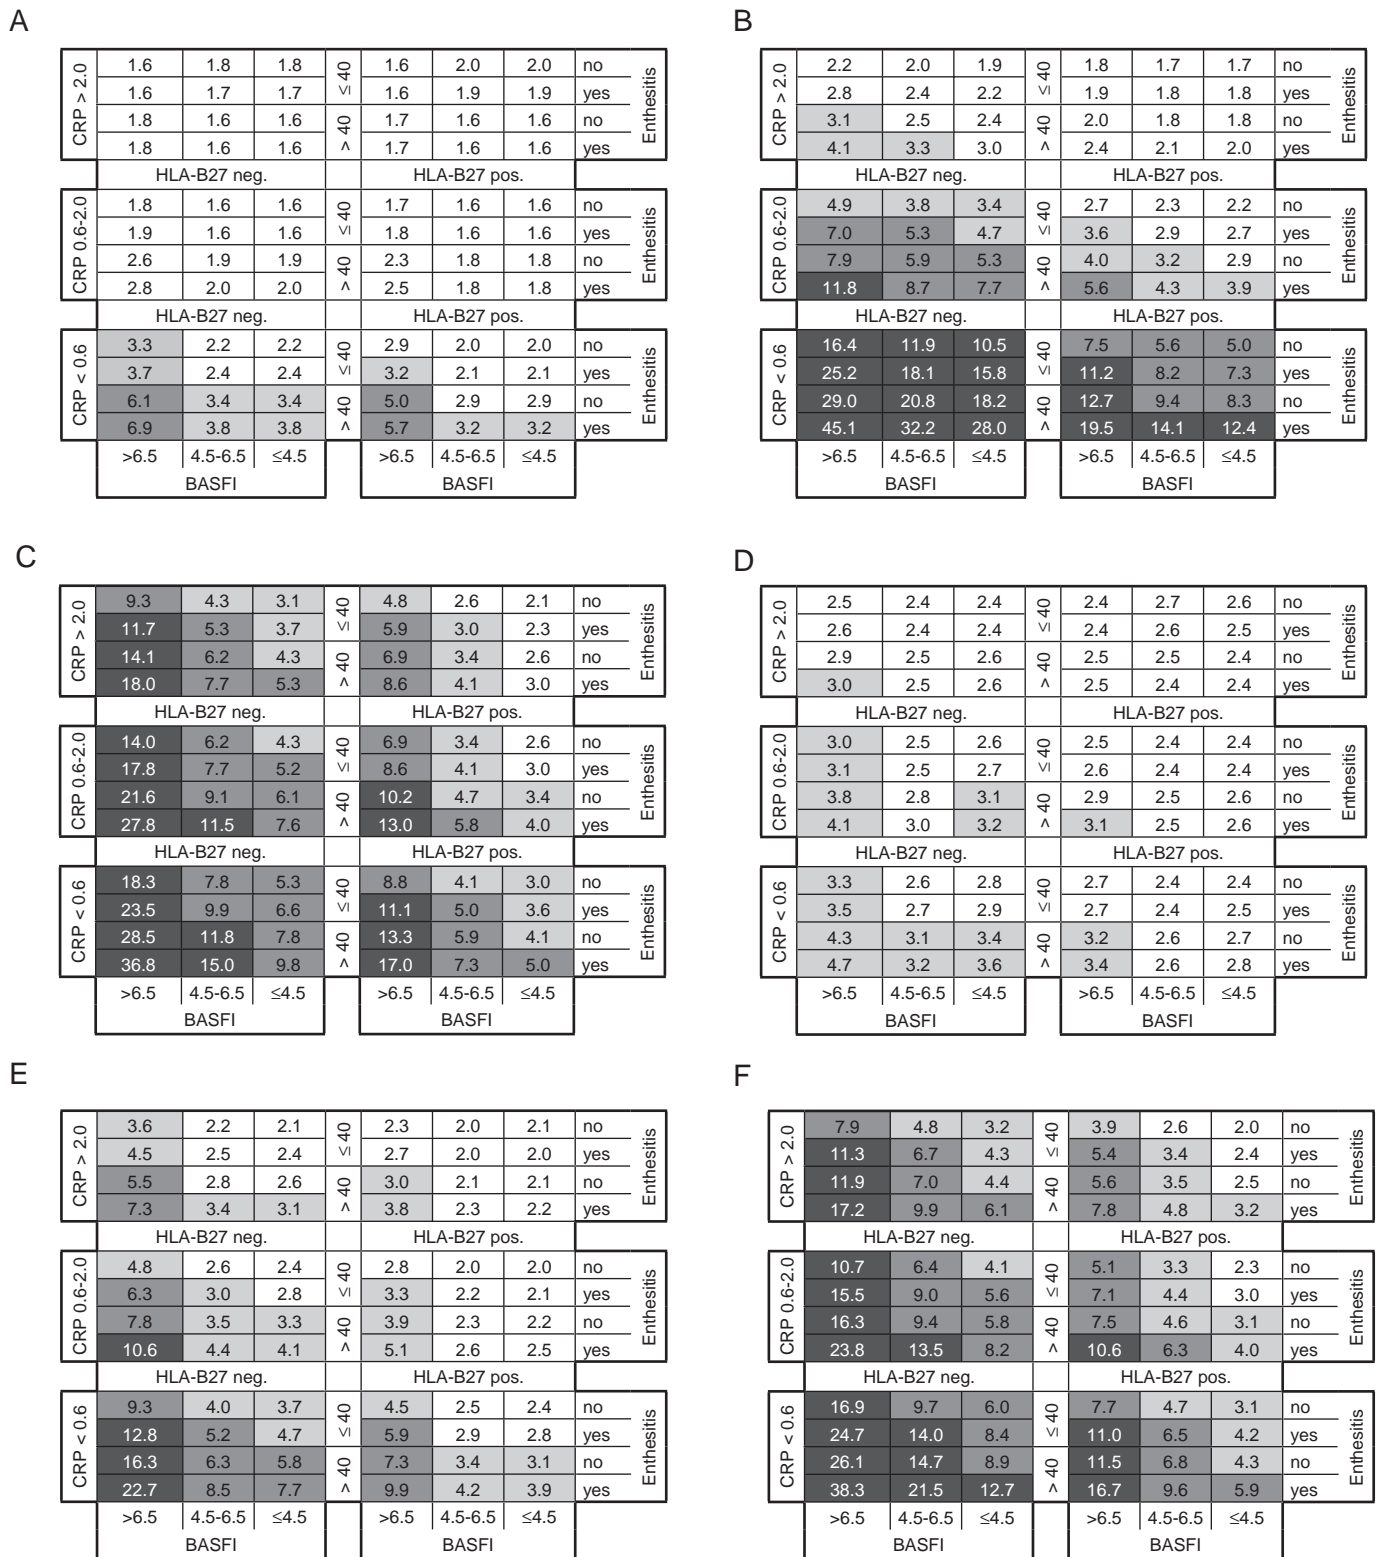 A
CRP > 2.0
1.6 1.8 1.8 ≤ 40 1.6 2.0 2.0 no
1.6 1.7 1.7 1.6 1.9 1.9 yes
1.8 1.6 1.6 > 40 1.7 1.6 1.6 no
1.8 1.6 1.6 1.7 1.6 1.6 yes
Enthesitis
HLA-B27 neg. HLA-B27 pos.
CRP 0.6-2.0
1.8 1.6 1.6 ≤ 40 1.7 1.6 1.6 no
1.9 1.6 1.6 1.8 1.6 1.6 yes
2.6 1.9 1.9 > 40 2.3 1.8 1.8 no
2.8 2.0 2.0 2.5 1.8 1.8 yes
Enthesitis
HLA-B27 neg. HLA-B27 pos.
CRP < 0.6
3.3 2.2 2.2 ≤ 40 2.9 2.0 2.0 no
3.7 2.4 2.4 3.2 2.1 2.1 yes
6.1 3.4 3.4 > 40 5.0 2.9 2.9 no
6.9 3.8 3.8 5.7 3.2 3.2 yes
Enthesitis
>6.5 4.5-6.5 ≤4.5 >6.5 4.5-6.5 ≤4.5
BASFI BASFI
B
CRP > 2.0
2.2 2.0 1.9 ≤ 40 1.8 1.7 1.7 no
2.8 2.4 2.2 1.9 1.8 1.8 yes
3.1 2.5 2.4 > 40 2.0 1.8 1.8 no
4.1 3.3 3.0 2.4 2.1 2.0 yes
Enthesitis
HLA-B27 neg. HLA-B27 pos.
CRP 0.6-2.0
4.9 3.8 3.4 ≤ 40 2.7 2.3 2.2 no
7.0 5.3 4.7 3.6 2.9 2.7 yes
7.9 5.9 5.3 > 40 4.0 3.2 2.9 no
11.8 8.7 7.7 5.6 4.3 3.9 yes
Enthesitis
HLA-B27 neg. HLA-B27 pos.
CRP < 0.6
16.4 11.9 10.5 ≤ 40 7.5 5.6 5.0 no
25.2 18.1 15.8 11.2 8.2 7.3 yes
29.0 20.8 18.2 > 40 12.7 9.4 8.3 no
45.1 32.2 28.0 19.5 14.1 12.4 yes
Enthesitis
>6.5 4.5-6.5 ≤4.5 >6.5 4.5-6.5 ≤4.5
BASFI BASFI
C
CRP > 2.0
9.3 4.3 3.1 ≤ 40 4.8 2.6 2.1 no
11.7 5.3 3.7 5.9 3.0 2.3 yes
14.1 6.2 4.3 > 40 6.9 3.4 2.6 no
18.0 7.7 5.3 8.6 4.1 3.0 yes
Enthesitis
HLA-B27 neg. HLA-B27 pos.
CRP 0.6-2.0
14.0 6.2 4.3 ≤ 40 6.9 3.4 2.6 no
17.8 7.7 5.2 8.6 4.1 3.0 yes
21.6 9.1 6.1 > 40 10.2 4.7 3.4 no
27.8 11.5 7.6 13.0 5.8 4.0 yes
Enthesitis
HLA-B27 neg. HLA-B27 pos.
CRP < 0.6
18.3 7.8 5.3 ≤ 40 8.8 4.1 3.0 no
23.5 9.9 6.6 11.1 5.0 3.6 yes
28.5 11.8 7.8 > 40 13.3 5.9 4.1 no
36.8 15.0 9.8 17.0 7.3 5.0 yes
Enthesitis
>6.5 4.5-6.5 ≤4.5 >6.5 4.5-6.5 ≤4.5
BASFI BASFI
D
CRP > 2.0
2.5 2.4 2.4 ≤ 40 2.4 2.7 2.6 no
2.6 2.4 2.4 2.4 2.6 2.5 yes
2.9 2.5 2.6 > 40 2.5 2.5 2.4 no
3.0 2.5 2.6 2.5 2.4 2.4 yes
Enthesitis
HLA-B27 neg. HLA-B27 pos.
CRP 0.6-2.0
3.0 2.5 2.6 ≤ 40 2.5 2.4 2.4 no
3.1 2.5 2.7 2.6 2.4 2.4 yes
3.8 2.8 3.1 > 40 2.9 2.5 2.6 no
4.1 3.0 3.2 3.1 2.5 2.6 yes
Enthesitis
HLA-B27 neg. HLA-B27 pos.
CRP < 0.6
3.3 2.6 2.8 ≤ 40 2.7 2.4 2.4 no
3.5 2.7 2.9 2.7 2.4 2.5 yes
4.3 3.1 3.4 > 40 3.2 2.6 2.7 no
4.7 3.2 3.6 3.4 2.6 2.8 yes
Enthesitis
>6.5 4.5-6.5 ≤4.5 >6.5 4.5-6.5 ≤4.5
BASFI BASFI
E
CRP > 2.0
3.6 2.2 2.1 ≤ 40 2.3 2.0 2.1 no
4.5 2.5 2.4 2.7 2.0 2.0 yes
5.5 2.8 2.6 > 40 3.0 2.1 2.1 no
7.3 3.4 3.1 3.8 2.3 2.2 yes
Enthesitis
HLA-B27 neg. HLA-B27 pos.
CRP 0.6-2.0
4.8 2.6 2.4 ≤ 40 2.8 2.0 2.0 no
6.3 3.0 2.8 3.3 2.2 2.1 yes
7.8 3.5 3.3 > 40 3.9 2.3 2.2 no
10.6 4.4 4.1 5.1 2.6 2.5 yes
Enthesitis
HLA-B27 neg. HLA-B27 pos.
CRP < 0.6
9.3 4.0 3.7 ≤ 40 4.5 2.5 2.4 no
12.8 5.2 4.7 5.9 2.9 2.8 yes
16.3 6.3 5.8 > 40 7.3 3.4 3.1 no
22.7 8.5 7.7 9.9 4.2 3.9 yes
Enthesitis
>6.5 4.5-6.5 ≤4.5 >6.5 4.5-6.5 ≤4.5
BASFI BASFI
F
CRP > 2.0
7.9 4.8 3.2 ≤ 40 3.9 2.6 2.0 no
11.3 6.7 4.3 5.4 3.4 2.4 yes
11.9 7.0 4.4 > 40 5.6 3.5 2.5 no
17.2 9.9 6.1 7.8 4.8 3.2 yes
Enthesitis
HLA-B27 neg. HLA-B27 pos.
CRP 0.6-2.0
10.7 6.4 4.1 ≤ 40 5.1 3.3 2.3 no
15.5 9.0 5.6 7.1 4.4 3.0 yes
16.3 9.4 5.8 > 40 7.5 4.6 3.1 no
23.8 13.5 8.2 10.6 6.3 4.0 yes
Enthesitis
HLA-B27 neg. HLA-B27 pos.
CRP < 0.6
16.9 9.7 6.0 ≤ 40 7.7 4.7 3.1 no
24.7 14.0 8.4 11.0 6.5 4.2 yes
26.1 14.7 8.9 > 40 11.5 6.8 4.3 no
38.3 21.5 12.7 16.7 9.6 5.9 yes
Enthesitis
>6.5 4.5-6.5 ≤4.5 >6.5 4.5-6.5 ≤4.5
BASFI BASFI